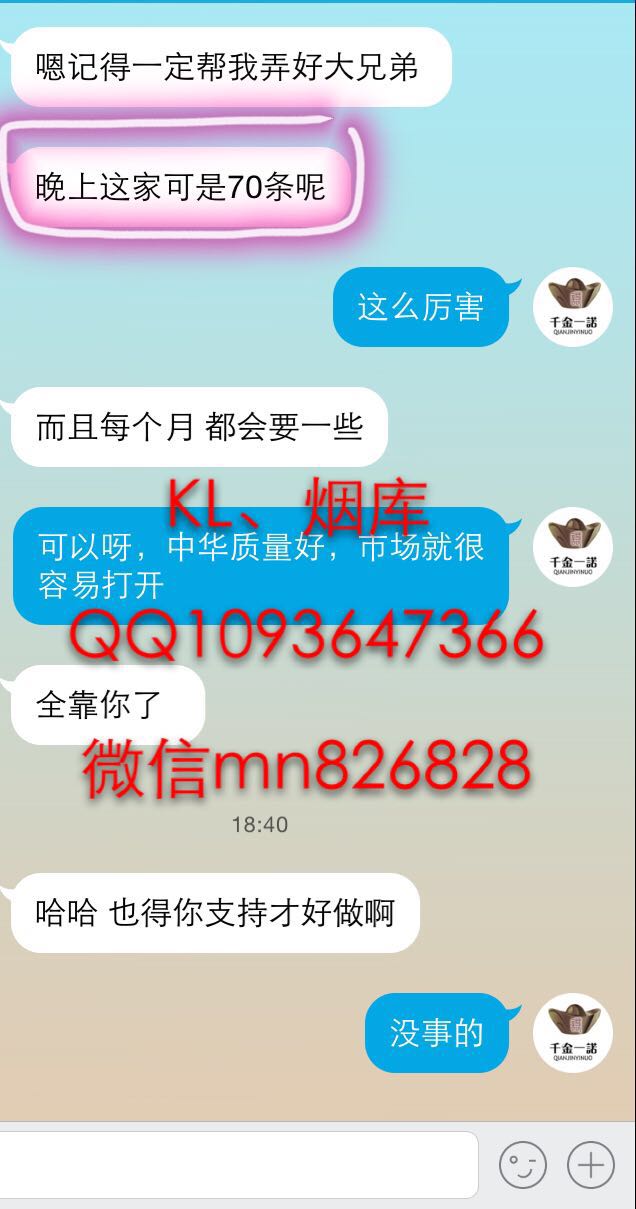 嗯记得一定帮我弄好大兄弟
晚上这家可是70条呢
这么厉害
千金一諾
QIANJINYINUO
而且每个月 都会要一些
KL、烟库
可以呀，中华质量好，市场就很
容易打开
千金一諾
QIANJINYINUO
QQ1093647366
全靠你了
微信mn826828
18:40
哈哈 也得你支持才好做啊
没事的
千金一諾
QIANJINYINUO